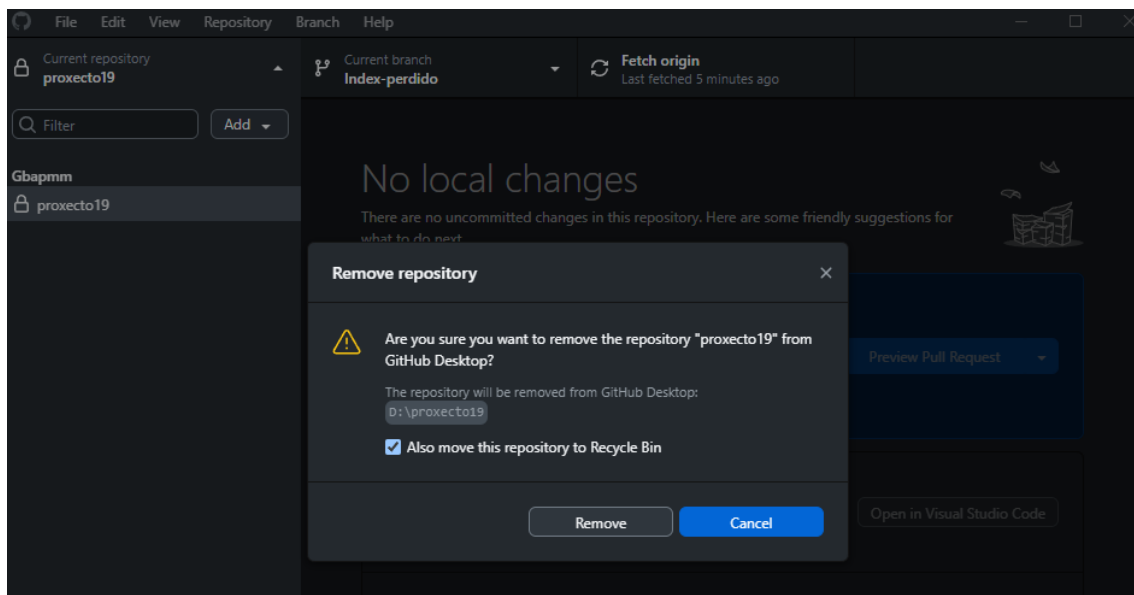 File Edit View Repository Branch Help
Current repository
proxecto19
Current branch
Index-perdido
Fetch origin
Last fetched 5 minutes ago
Filter
Add
Gbapmm
proxecto19
No local changes
There are no uncommitted changes in this repository. Here are some friendly suggestions for
what to do next
Remove repository
Are you sure you want to remove the repository "proxecto19" from
GitHub Desktop?
The repository will be removed from GitHub Desktop:
D:\proxecto19
Also move this repository to Recycle Bin
Remove
Cancel
Preview Pull Request
Open in Visual Studio Code